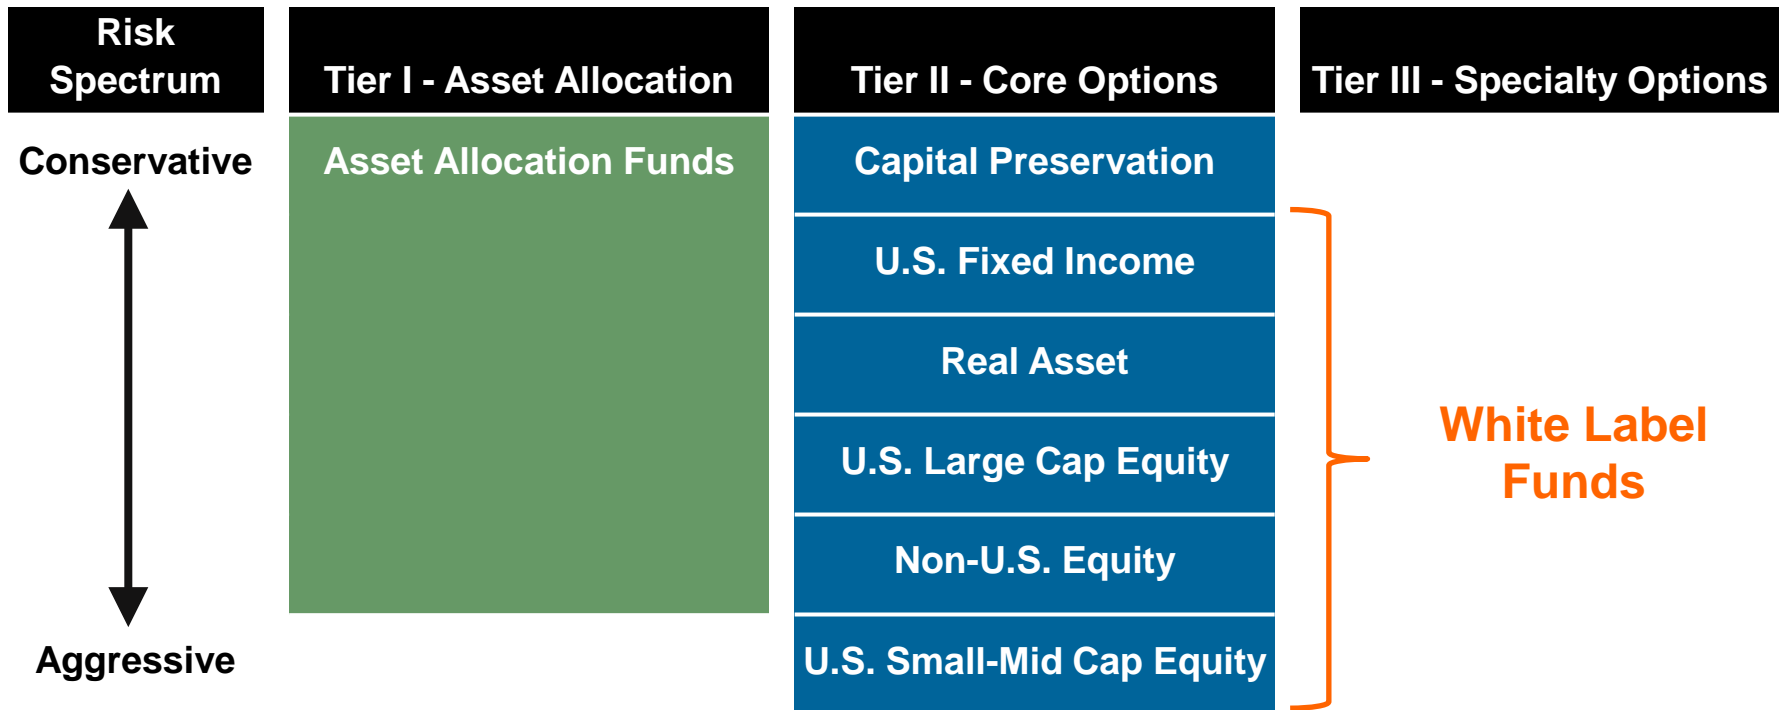 Risk
Spectrum
Tier I - Asset Allocation
Tier II - Core Options
Tier III - Specialty Options
Conservative
Asset Allocation Funds
Capital Preservation
U.S. Fixed Income
Real Asset
U.S. Large Cap Equity
White Label
Funds
Non-U.S. Equity
Aggressive
U.S. Small-Mid Cap Equity